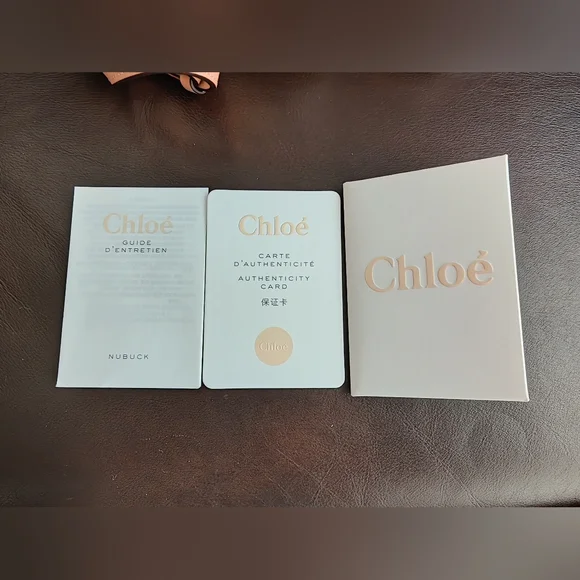 Chloé
GUIDE
D'ENTRETIEN
NUBUCK
Chloé
CARTE
D'AUTHENTICITÉ
AUTHENTICITY
CARD
保证卡
Chloé
Chloé